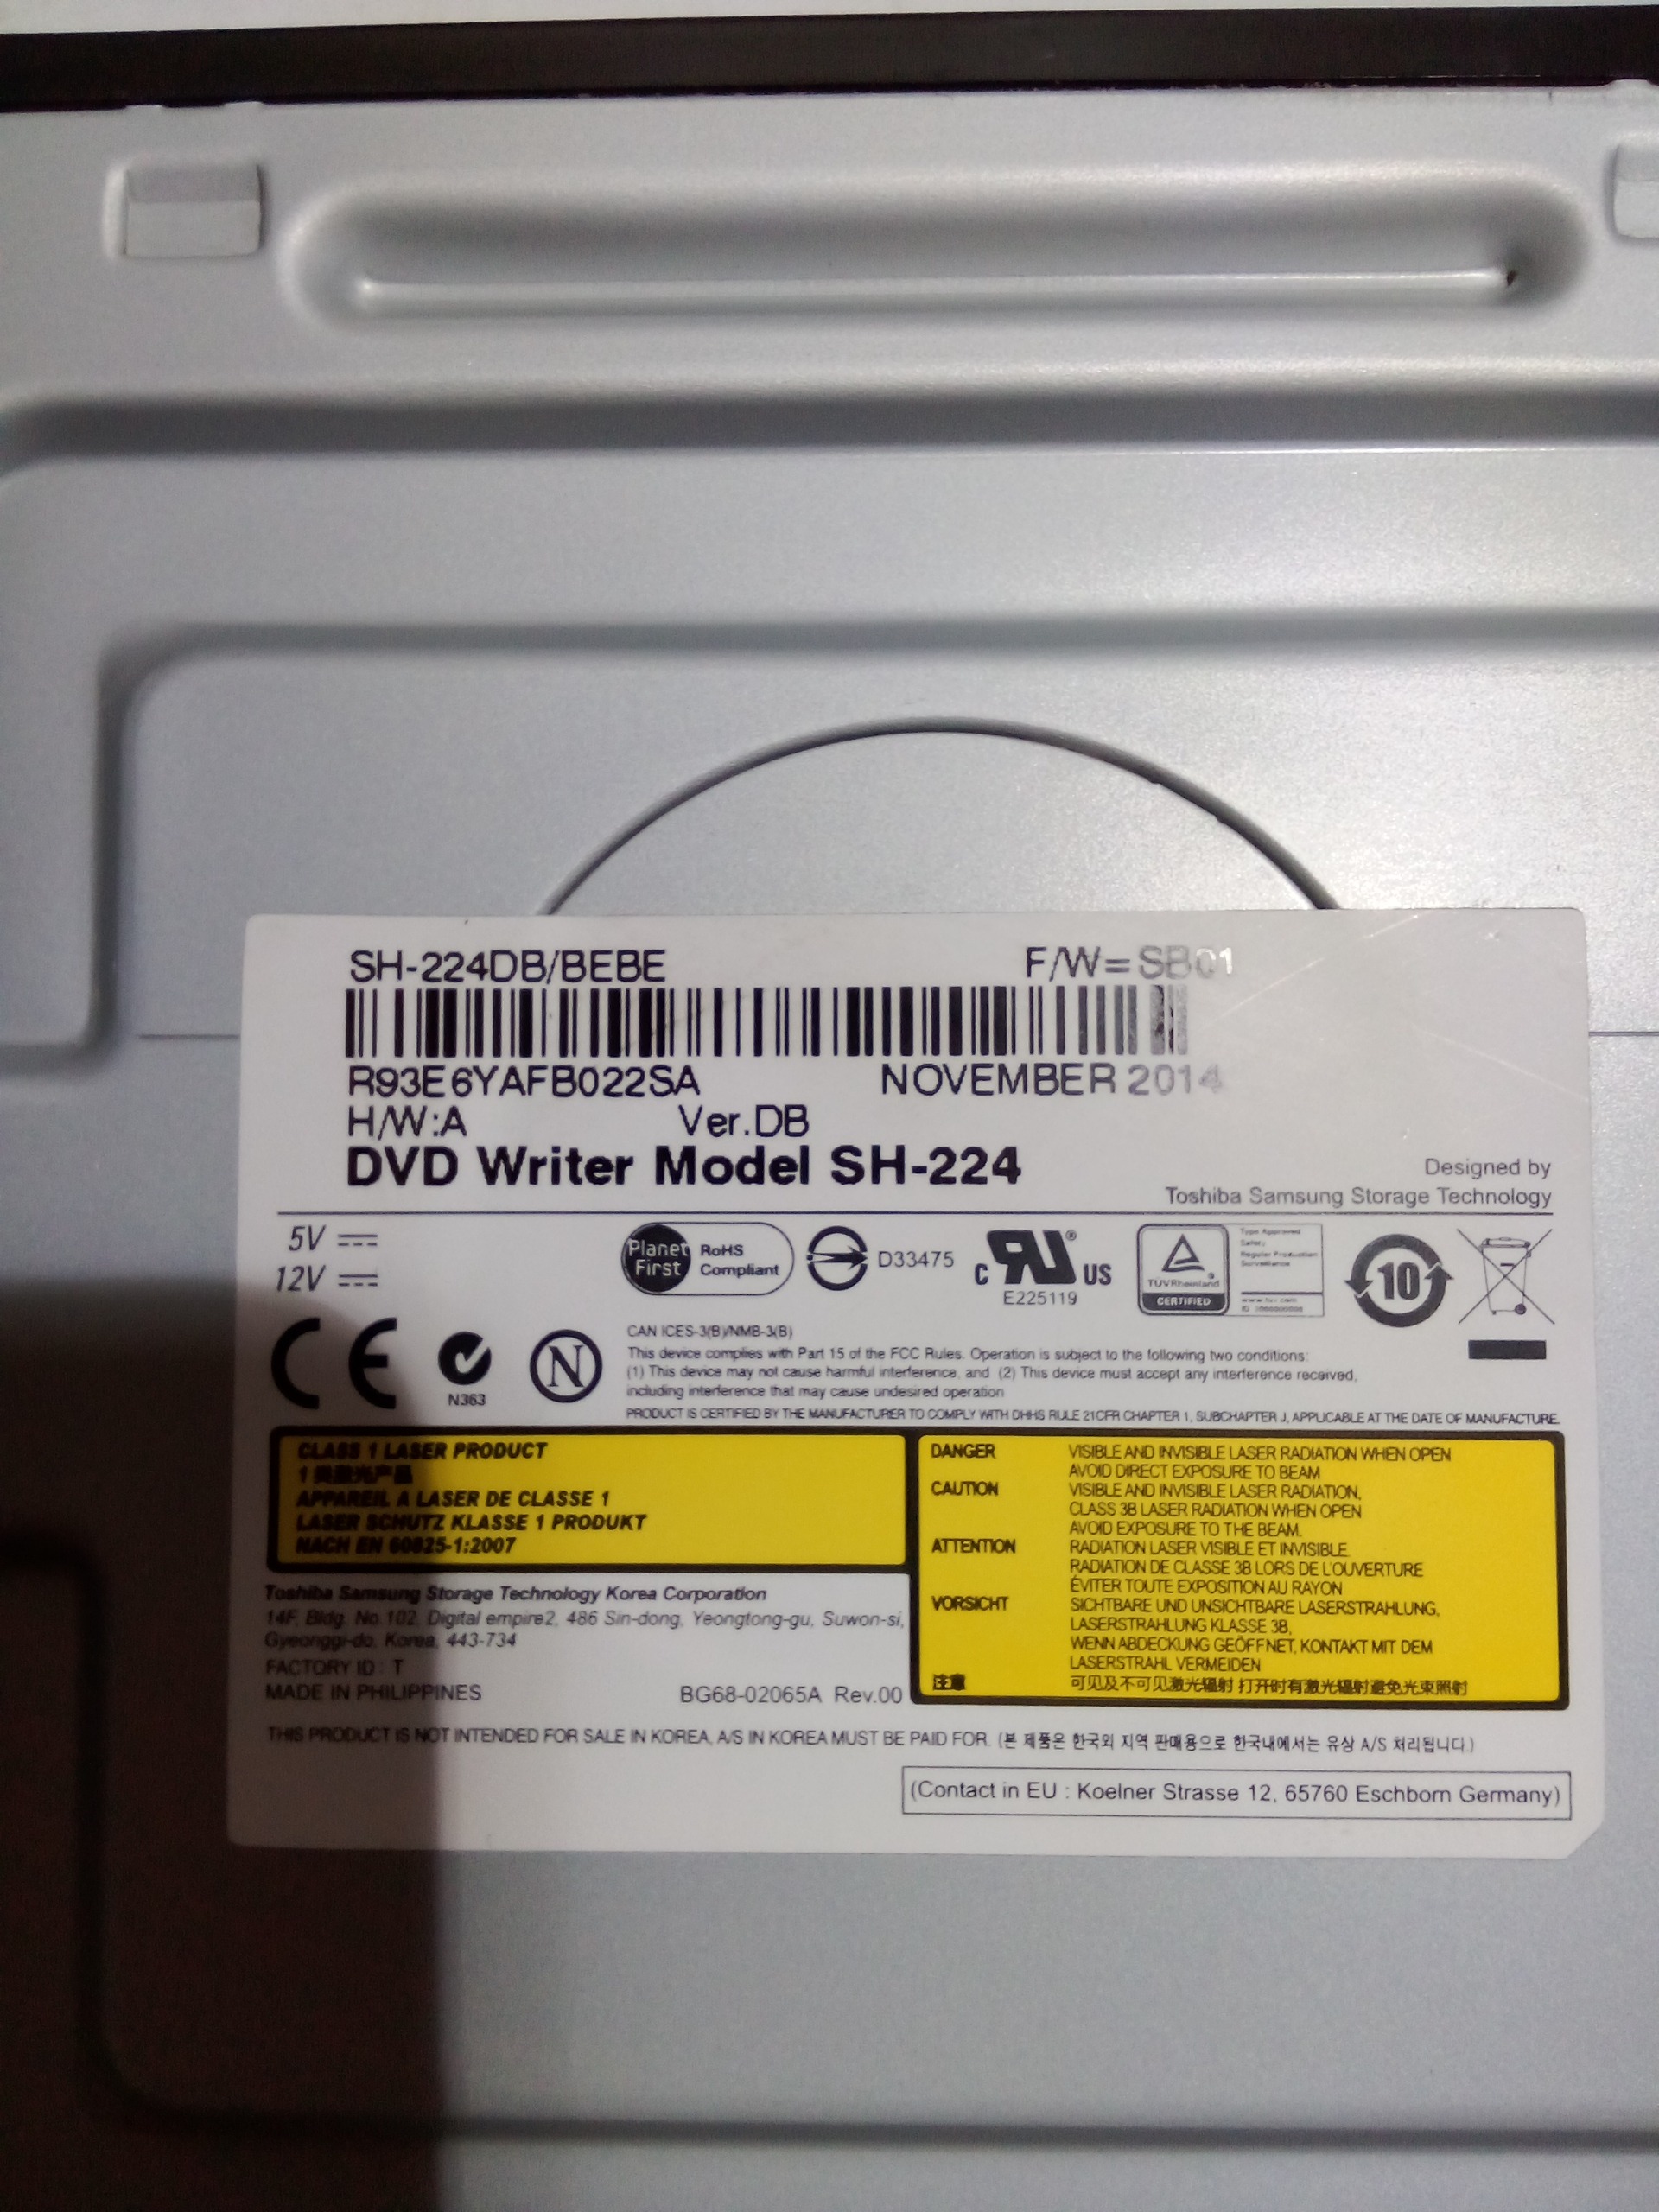 SH-224DB/BEBE F/W=SB01
R93E6YAFB022SA NOVEMBER 2014
H/W:A Ver.DB
DVD Writer Model SH-224
Designed by
Toshiba Samsung Storage Technology
5V
12V
Planet First RoHS Compliant
D33475
C RU ® US
E225119
TÜVRheinland
CERTIFIED
Type Approved
Safety
Regular Production
Surveillance
10
CE
N363
N
CAN ICES-3(B)/NMB-3(B)
This device complies with Part 15 of the FCC Rules. Operation is subject to the following two conditions:
(1) This device may not cause harmful interference, and (2) This device must accept any interference received,
including interference that may cause undesired operation
PRODUCT IS CERTIFIED BY THE MANUFACTURER TO COMPLY WITH DHHS RULE 21CFR CHAPTER 1, SUBCHAPTER J, APPLICABLE AT THE DATE OF MANUFACTURE.
CLASS 1 LASER PRODUCT
1 类激光产品
APPAREIL A LASER DE CLASSE 1
LASER SCHUTZ KLASSE 1 PRODUKT
NACH EN 60825-1:2007
DANGER VISIBLE AND INVISIBLE LASER RADIATION WHEN OPEN
AVOID DIRECT EXPOSURE TO BEAM
CAUTION VISIBLE AND INVISIBLE LASER RADIATION,
CLASS 3B LASER RADIATION WHEN OPEN
AVOID EXPOSURE TO THE BEAM.
ATTENTION RADIATION LASER VISIBLE ET INVISIBLE
RADIATION DE CLASSE 3B LORS DE L'OUVERTURE
ÉVITER TOUTE EXPOSITION AU RAYON
VORSICHT SICHTBARE UND UNSICHTBARE LASERSTRAHLUNG,
LASERSTRAHLUNG KLASSE 3B,
WENN ABDECKUNG GEÖFFNET, KONTAKT MIT DEM
LASERSTRAHL VERMEIDEN
注意 可见及不可见激光辐射 打开时有激光辐射避免光束照射
Toshiba Samsung Storage Technology Korea Corporation
14F, Bldg. No.102, Digital empire2, 486 Sin-dong, Yeongtong-gu, Suwon-si,
Gyeonggi-do, Korea, 443-734
FACTORY ID : T
MADE IN PHILIPPINES BG68-02065A Rev.00
THIS PRODUCT IS NOT INTENDED FOR SALE IN KOREA, A/S IN KOREA MUST BE PAID FOR. (본 제품은 한국외 지역 판매용으로 한국내에서는 유상 A/S 처리됩니다.)
(Contact in EU : Koelner Strasse 12, 65760 Eschborn Germany)